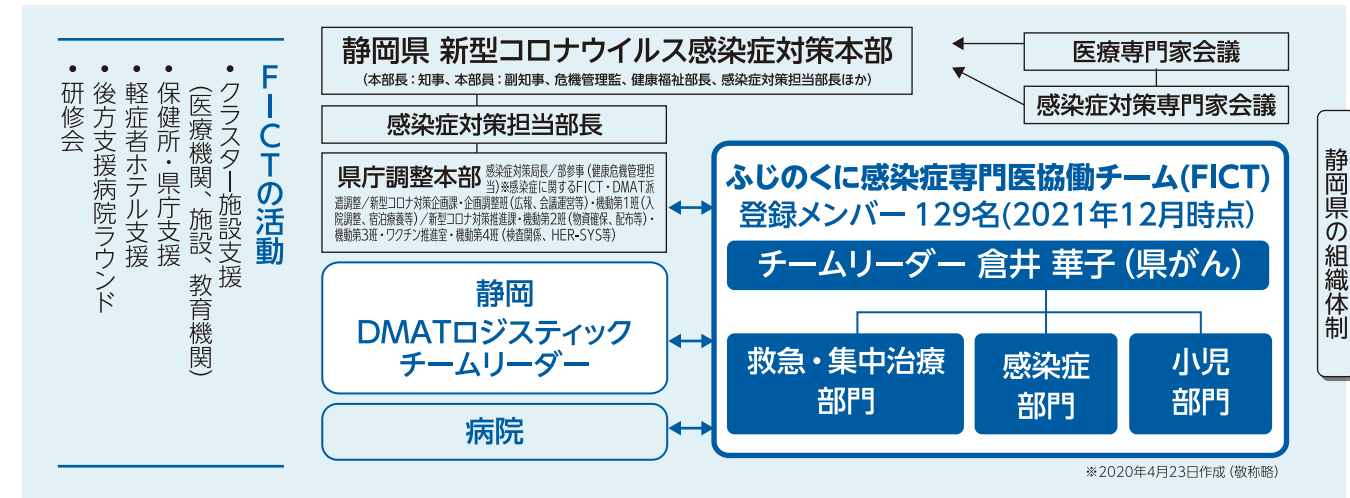 FICTの活動
・クラスター施設支援
（医療機関、施設、教育機関）
・保健所・県庁支援
・軽症者ホテル支援
・後方支援病院ラウンド
・研修会
静岡県 新型コロナウイルス感染症対策本部
（本部長：知事、本部員：副知事、危機管理監、健康福祉部長、感染症対策担当部長ほか）
医療専門家会議
感染症対策専門家会議
感染症対策担当部長
県庁調整本部 感染症対策局長／部参事（健康危機管理担
当）※感染症に関するFICT・DMAT派
遣調整／新型コロナ対策企画課・企画調整班（広報、会議運営等）・機動第1班（入
院調整、宿泊療養等）／新型コロナ対策推進課・機動第2班（物資確保、配布等）・
機動第3班・ワクチン推進室・機動第4班（検査関係、HER-SYS等）
静岡
DMATロジスティック
チームリーダー
病院
ふじのくに感染症専門医協働チーム(FICT)
登録メンバー 129名(2021年12月時点)
チームリーダー 倉井 華子（県がん）
救急・集中治療
部門
感染症
部門
小児
部門
※2020年4月23日作成（敬称略）
静岡県の組織体制